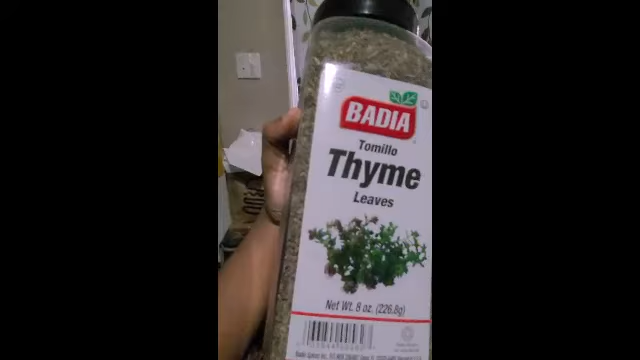 BADIA
Tomillo
Thyme
Leaves
Net Wt. 8 oz. (226.8g)